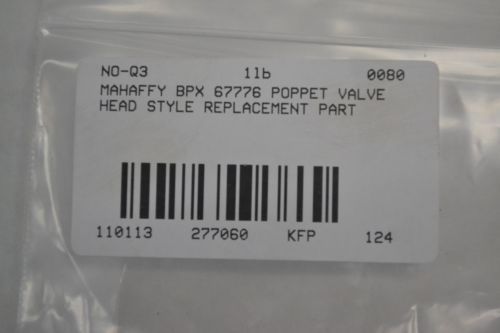 NO-Q3 1lb 0080
MAHAFFY BPX 67776 POPPET VALVE
HEAD STYLE REPLACEMENT PART
110113 277060 KFP 124